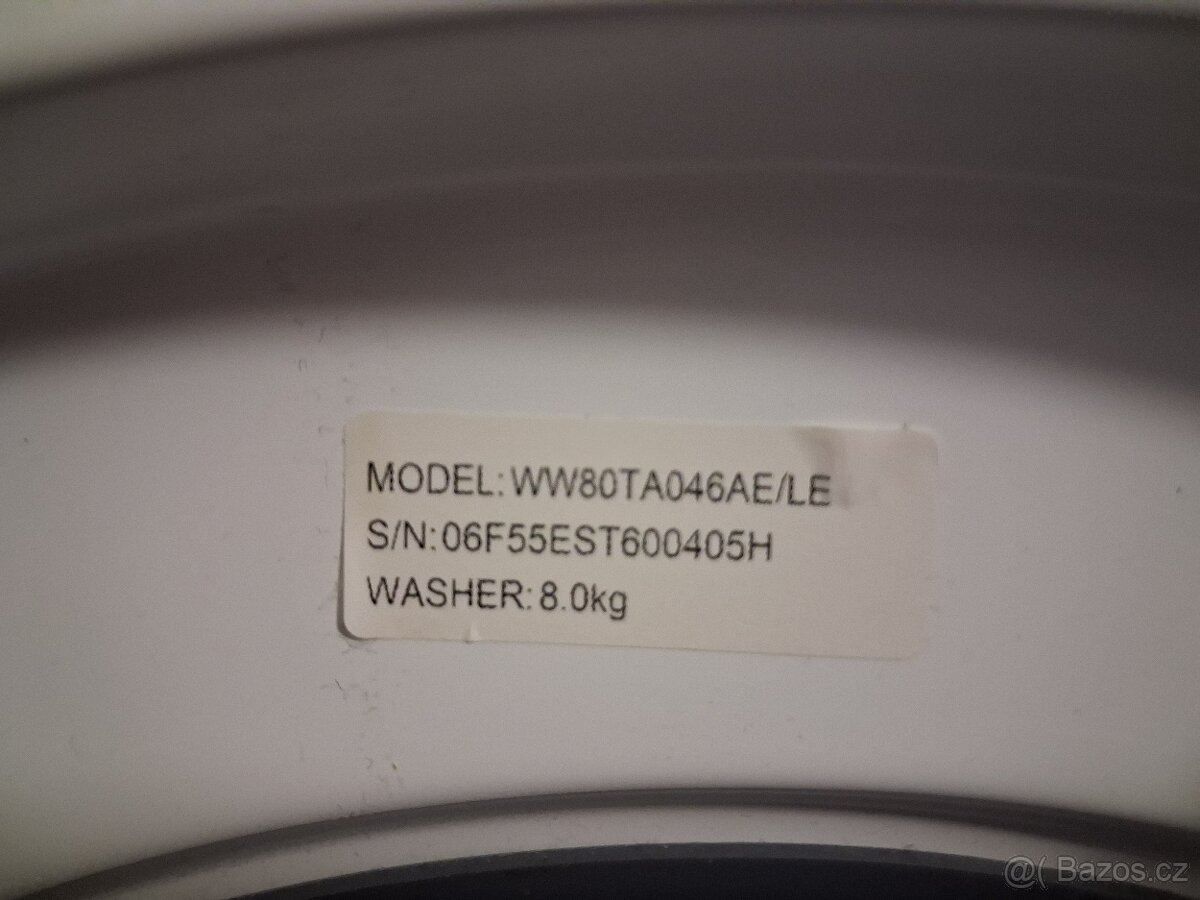 MODEL: WW80TA046AE/LE
S/N: 06F55EST600405H
WASHER: 8.0kg
@( Bazos.cz